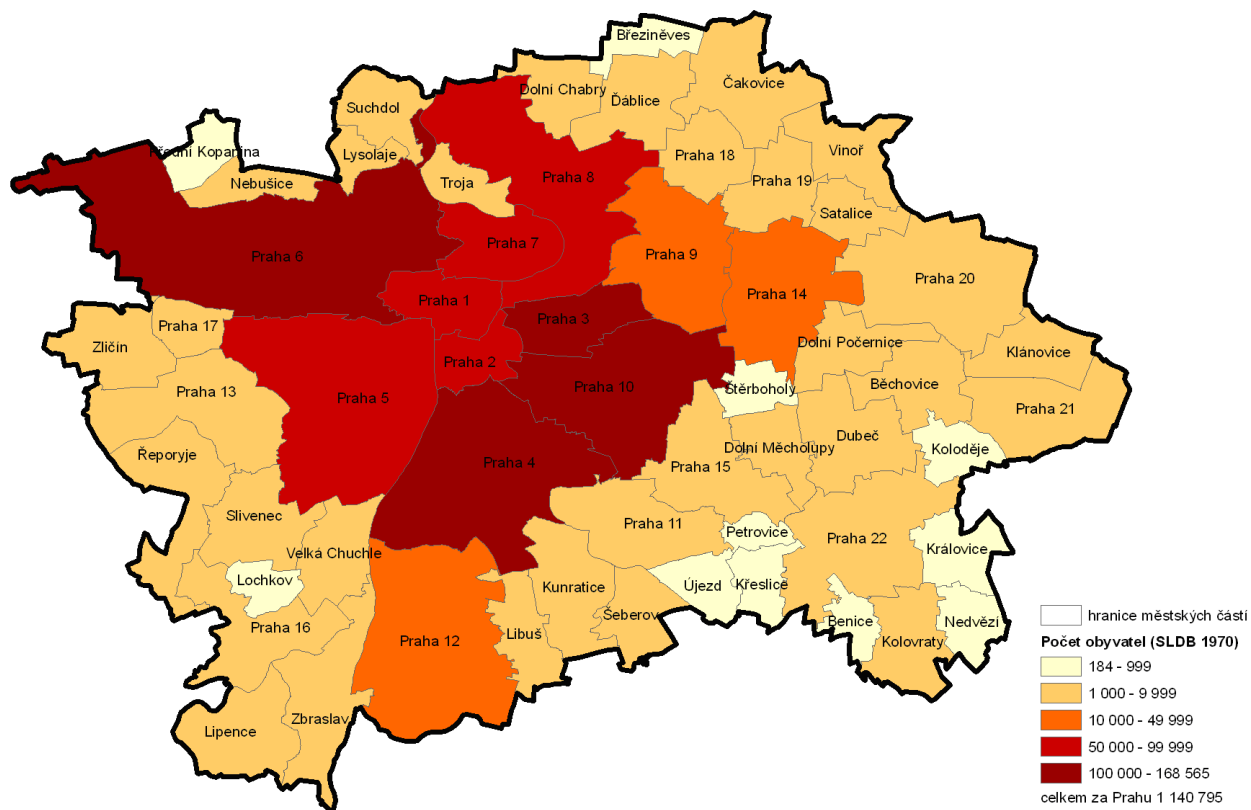 Březiněves
Čakovice
Dolní Chabry
Ďáblice
Suchdol
Přední Kopanina
Lysolaje
Praha 18
Vinoř
Nebušice
Troja
Praha 8
Praha 19
Satalice
Praha 7
Praha 6
Praha 9
Praha 20
Praha 14
Praha 1
Praha 3
Praha 17
Zličín
Dolní Počernice
Klánovice
Praha 2
Praha 13
Praha 10
Štěrboholy
Běchovice
Praha 5
Praha 21
Dubeč
Dolní Měcholupy
Koloděje
Řeporyje
Praha 4
Praha 15
Slivenec
Praha 11
Petrovice
Praha 22
Velká Chuchle
Královice
Lochkov
Kunratice
Újezd
Křeslice
Šeberov
Benice
Nedvězí
Praha 16
Praha 12
Libuš
Kolovraty
Zbraslav
Lipence
hranice městských částí
Počet obyvatel (SLDB 1970)
184 - 999
1 000 - 9 999
10 000 - 49 999
50 000 - 99 999
100 000 - 168 565
celkem za Prahu 1 140 795